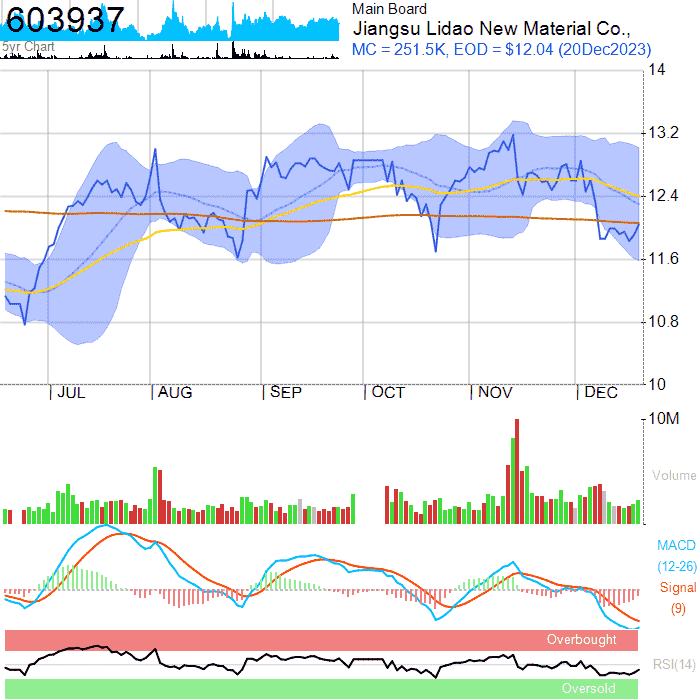 603937
5yr Chart
Main Board
Jiangsu Lidao New Material Co.,
MC = 251.5K, EOD = $12.04 (20Dec2023)
14
13.2
12.4
11.6
10.8
10
JUL AUG SEP OCT NOV DEC
10M
Volume
MACD
(12-26)
Signal
(9)
Overbought
RSI(14)
Oversold